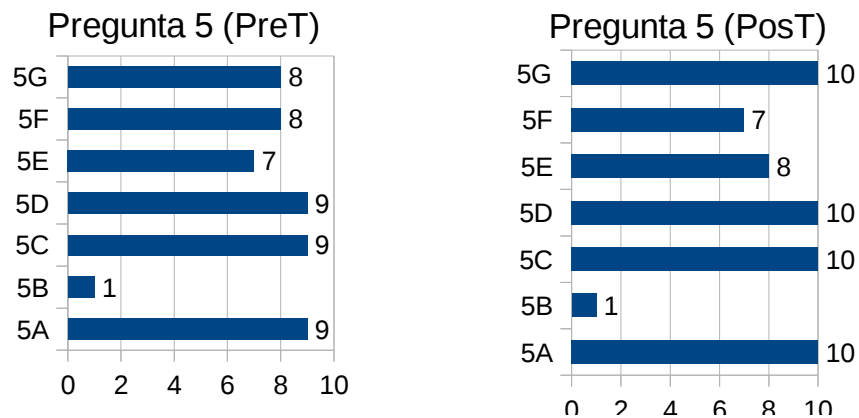 Pregunta 5 (PreT)
5G 8
5F 8
5E 7
5D 9
5C 9
5B 1
5A 9
0 2 4 6 8 10
Pregunta 5 (PosT)
5G 10
5F 7
5E 8
5D 10
5C 10
5B 1
5A 10
0 2 4 6 8 10